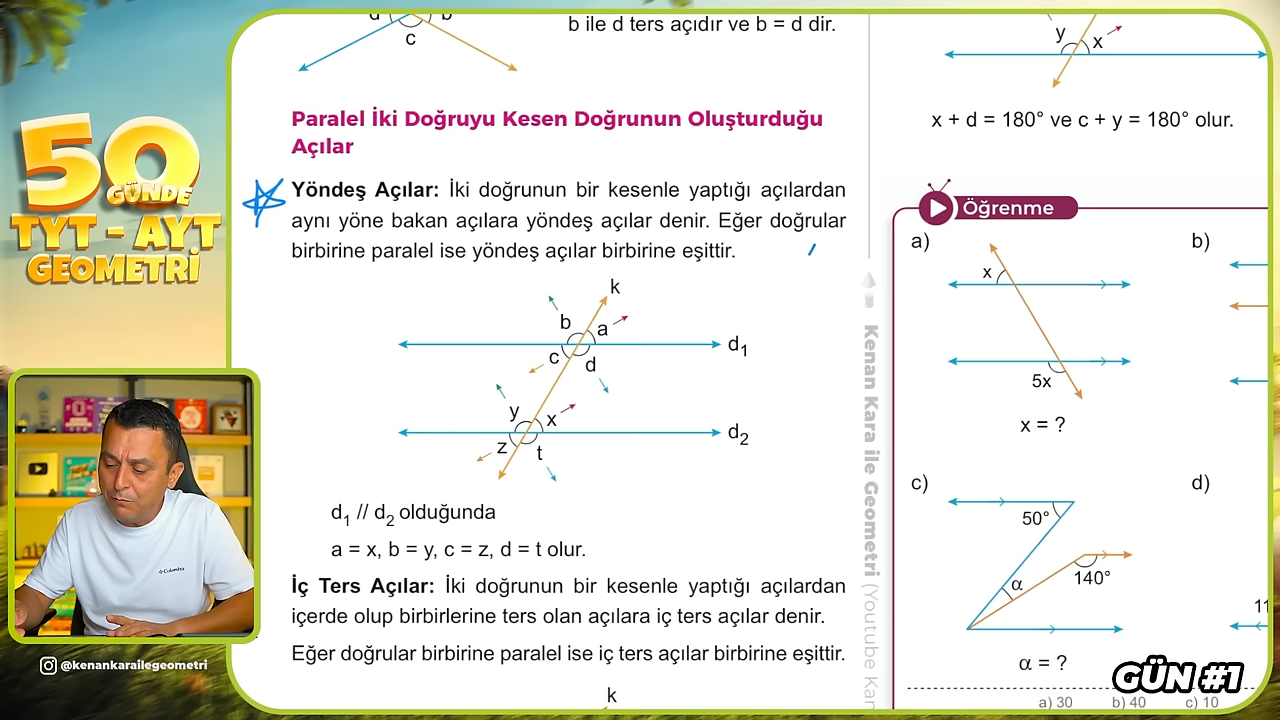 50
GÜNDE
TYT - AYT
GEOMETRİ
@kenankarailegeometri
d
b
c
b ile d ters açıdır ve b = d dir.
Paralel İki Doğruyu Kesen Doğrunun Oluşturduğu
Açılar
Yöndeş Açılar: İki doğrunun bir kesenle yaptığı açılardan
aynı yöne bakan açılara yöndeş açılar denir. Eğer doğrular
birbirine paralel ise yöndeş açılar birbirine eşittir.
k
b
a
c
d
d1
y
x
z
t
d2
d1 // d2 olduğunda
a = x, b = y, c = z, d = t olur.
İç Ters Açılar: İki doğrunun bir kesenle yaptığı açılardan
içerde olup birbirlerine ters olan açılara iç ters açılar denir.
Eğer doğrular birbirine paralel ise iç ters açılar birbirine eşittir.
k
Kenan Kara ile Geometri (Youtube Kan
y
x
x + d = 180° ve c + y = 180° olur.
Öğrenme
a)
x
5x
x = ?
b)
c)
50°
α
140°
α = ?
d)
11
GÜN #1
a) 30 b) 40 c) 10